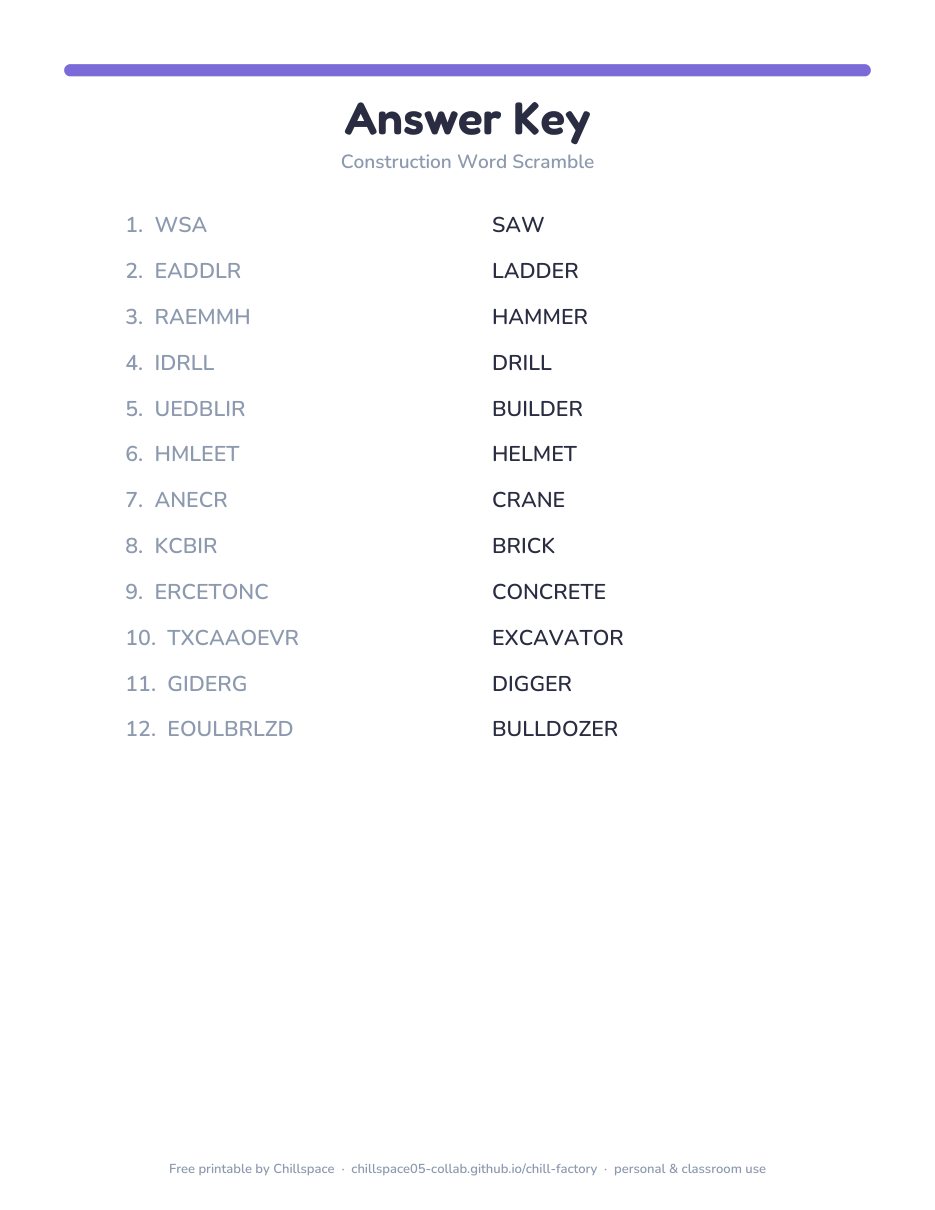 Answer Key
Construction Word Scramble
1. WSA SAW
2. EADDLR LADDER
3. RAEMMH HAMMER
4. IDRLL DRILL
5. UEDBLIR BUILDER
6. HMLEET HELMET
7. ANECR CRANE
8. KCBIR BRICK
9. ERCETONC CONCRETE
10. TXCAAOEVR EXCAVATOR
11. GIDERG DIGGER
12. EOULBRLZD BULLDOZER
Free printable by Chillspace · chillspace05-collab.github.io/chill-factory · personal & classroom use